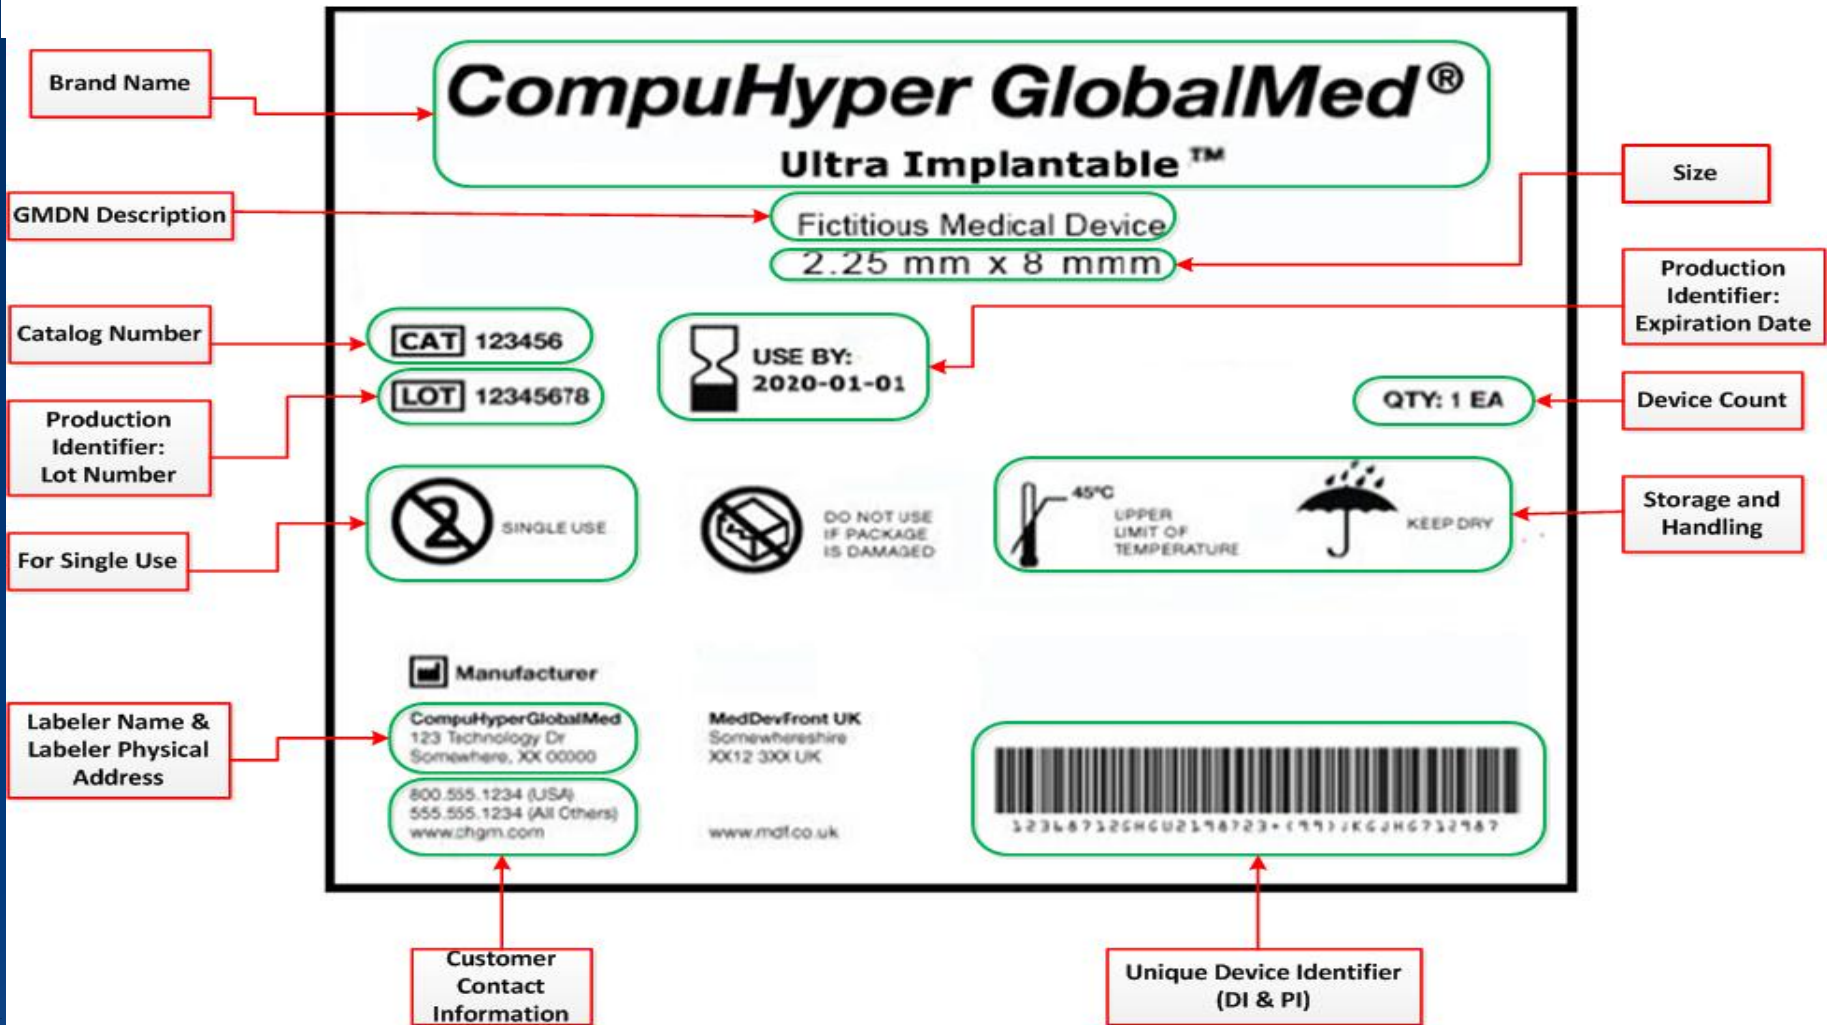 Brand Name
CompuHyper GlobalMed®
Ultra Implantable™
Size
GMDN Description
Fictitious Medical Device
2.25 mm x 8 mmm
Production
Identifier:
Expiration Date
Catalog Number
CAT 123456
USE BY:
2020-01-01
LOT 12345678
QTY: 1 EA
Device Count
Production
Identifier:
Lot Number
2
SINGLE USE
DO NOT USE
IF PACKAGE
IS DAMAGED
45°C
UPPER
LIMIT OF
TEMPERATURE
KEEP DRY
Storage and
Handling
For Single Use
Manufacturer
Labeler Name &
Labeler Physical
Address
CompuHyperGlobalMed
123 Technology Dr
Somewhere, XX 00000
MedDevFront UK
Somewhereshire
XX12 3XX UK
800.555.1234 (USA)
555.555.1234 (All Others)
www.chgm.com
www.mdf.co.uk
Customer
Contact
Information
Unique Device Identifier
(DI & PI)